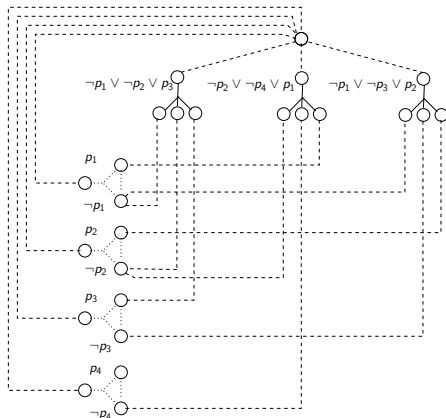 ¬p₁ ∨ ¬p₂ ∨ p₃ ¬p₂ ∨ ¬p₄ ∨ p₁ ¬p₁ ∨ ¬p₃ ∨ p₂
p₁
¬p₁
p₂
¬p₂
p₃
¬p₃
p₄
¬p₄